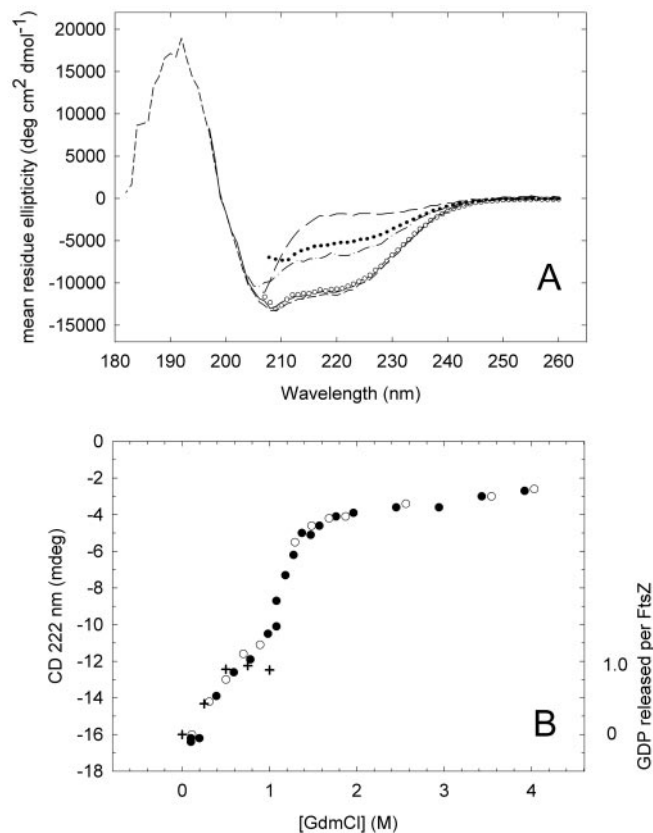 20000
15000
10000
5000
0
-5000
-10000
-15000
mean residue ellipticity (deg cm² dmol⁻¹)
A
180 190 200 210 220 230 240 250 260
Wavelength (nm)
0
-2
-4
-6
-8
-10
-12
-14
-16
-18
CD 222 nm (mdeg)
1.0
0
GDP released per FtsZ
B
0 1 2 3 4
[GdmCl] (M)